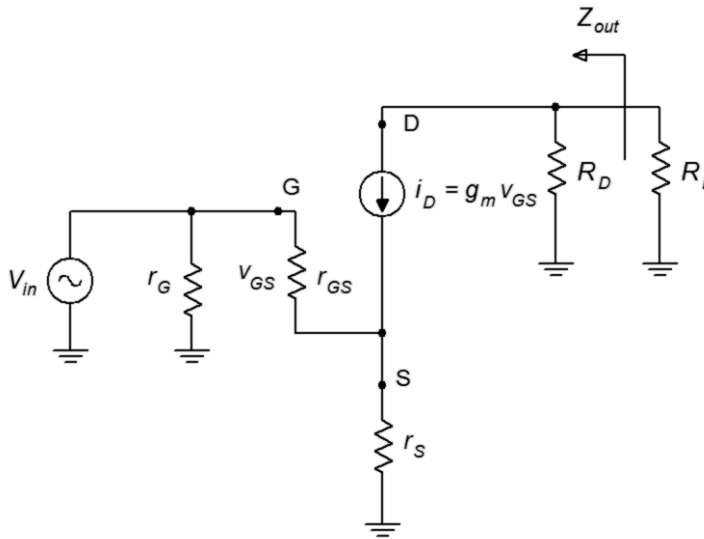 Z_out
D
i_D = g_m v_GS
R_D
G
V_in
r_G
v_GS
r_GS
S
r_S